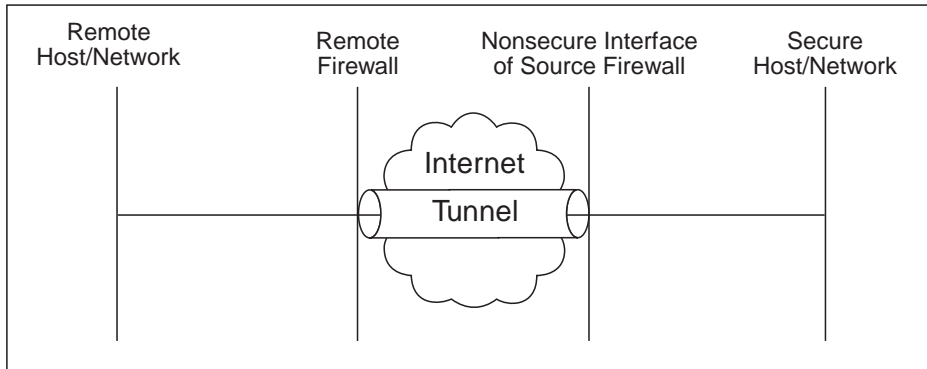 Remote
Host/Network
Remote
Firewall
Nonsecure Interface
of Source Firewall
Secure
Host/Network
Internet
Tunnel